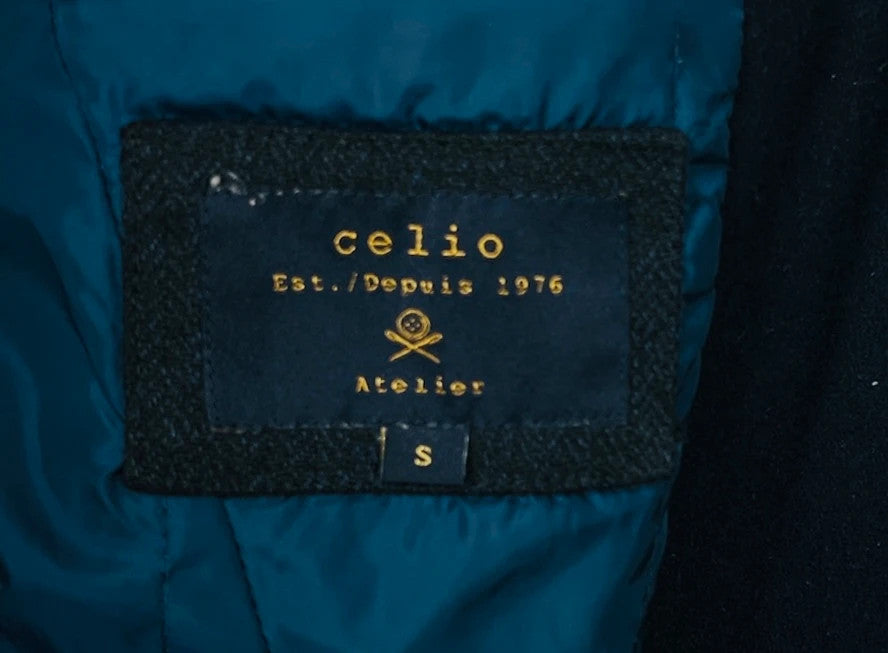 celio
Est./Depuis 1976
Atelier
S